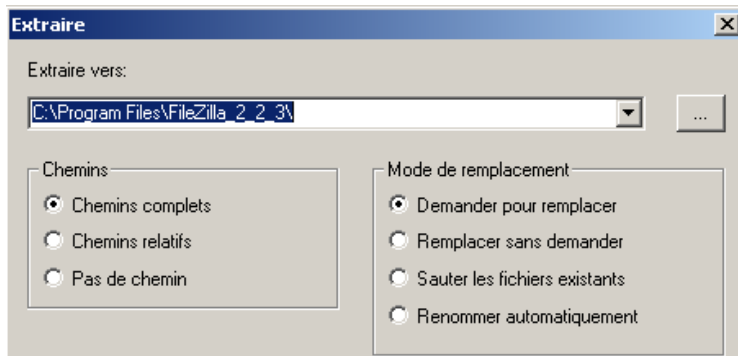 Extraire
Extraire vers:
C:\Program Files\FileZilla_2_2_3\
...
Chemins
Chemins complets
Chemins relatifs
Pas de chemin
Mode de remplacement
Demander pour remplacer
Remplacer sans demander
Sauter les fichiers existants
Renommer automatiquement